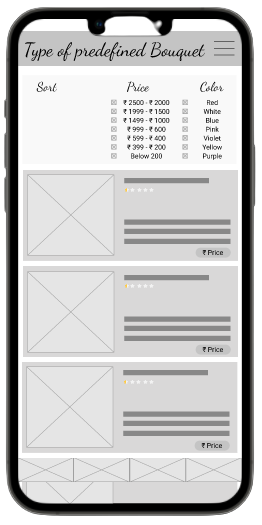 Type of predefined Bouquet
Sort Price Color
₹ 2500 - ₹ 2000 Red
₹ 1999 - ₹ 1500 White
₹ 1499 - ₹ 1000 Blue
₹ 999 - ₹ 600 Pink
₹ 599 - ₹ 400 Violet
₹ 399 - ₹ 200 Yellow
Below 200 Purple
₹ Price
₹ Price
₹ Price